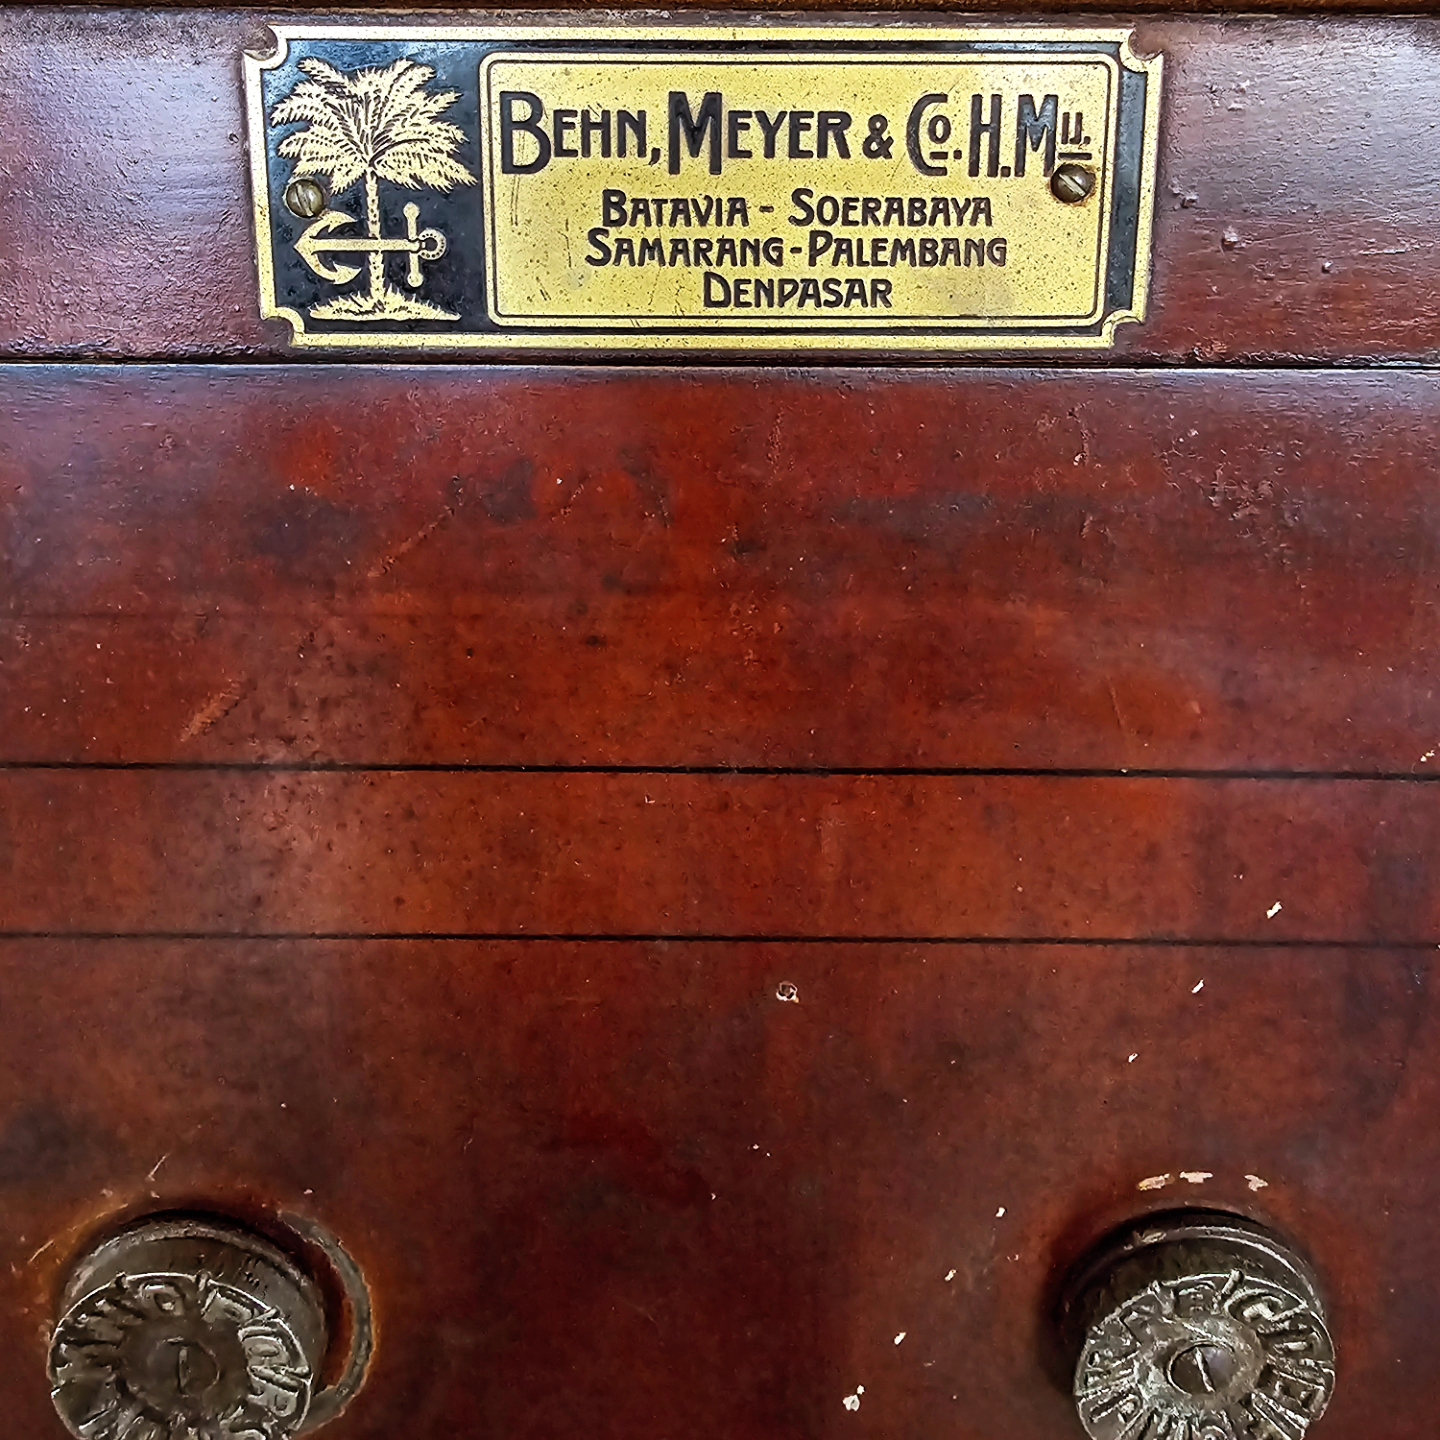 BEHN, MEYER & Co. H. Mij.
BATAVIA - SOERABAYA
SAMARANG - PALEMBANG
DENPASAR